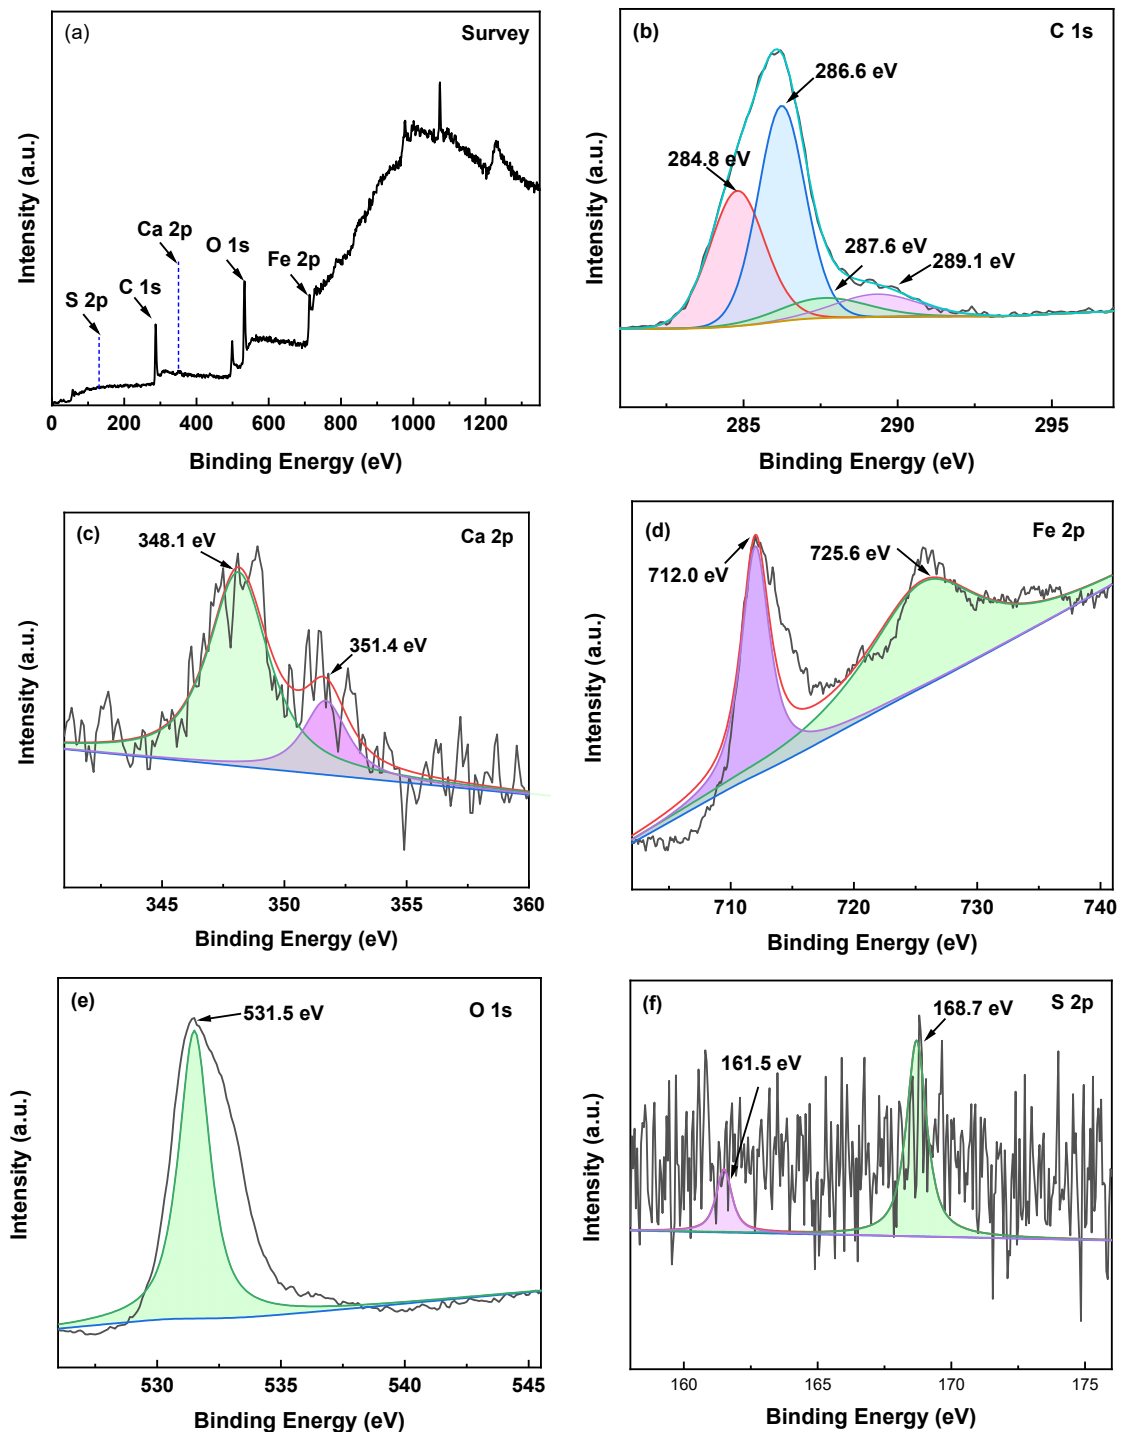 (a)
Survey
Ca 2p
O 1s
Fe 2p
C 1s
S 2p
0 200 400 600 800 1000 1200
Binding Energy (eV)
Intensity (a.u.)
(b)
C 1s
286.6 eV
284.8 eV
287.6 eV
289.1 eV
285 290 295
Binding Energy (eV)
Intensity (a.u.)
(c)
Ca 2p
348.1 eV
351.4 eV
345 350 355 360
Binding Energy (eV)
Intensity (a.u.)
(d)
Fe 2p
725.6 eV
712.0 eV
710 720 730 740
Binding Energy (eV)
Intensity (a.u.)
(e)
O 1s
531.5 eV
530 535 540 545
Binding Energy (eV)
Intensity (a.u.)
(f)
S 2p
168.7 eV
161.5 eV
160 165 170 175
Binding Energy (eV)
Intensity (a.u.)